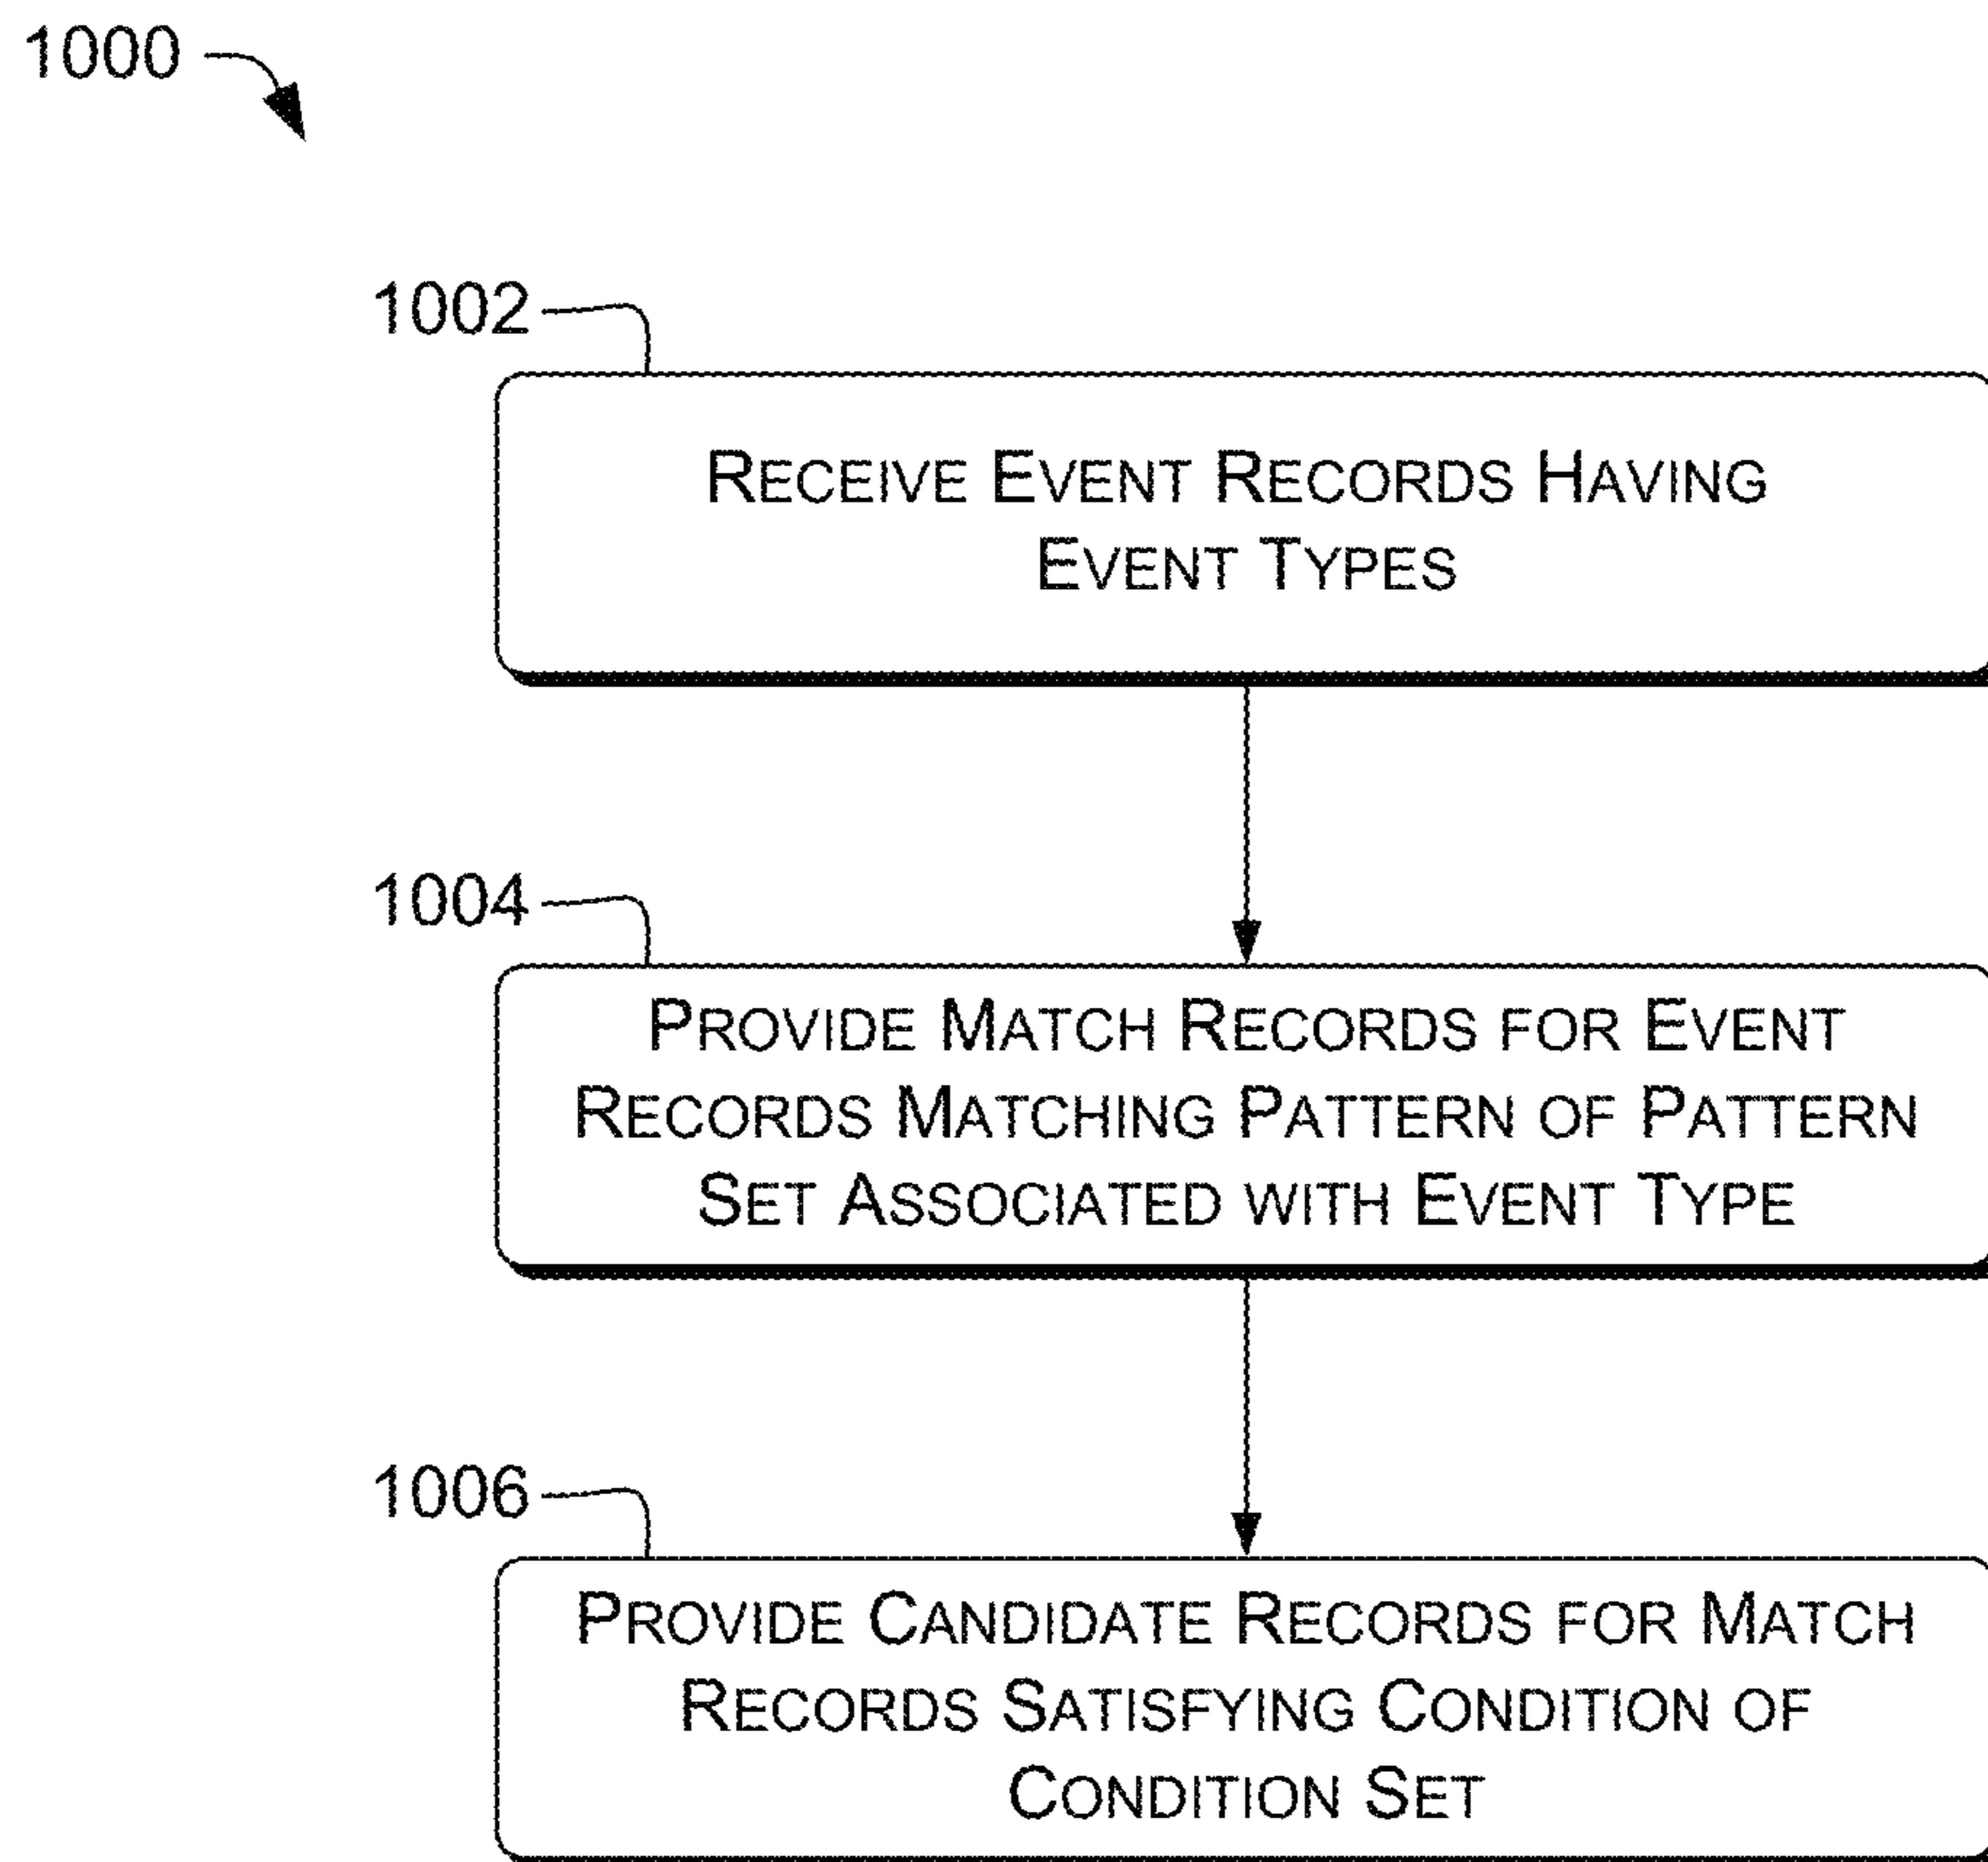 1000
1002
RECEIVE EVENT RECORDS HAVING
EVENT TYPES
1004
PROVIDE MATCH RECORDS FOR EVENT
RECORDS MATCHING PATTERN OF PATTERN
SET ASSOCIATED WITH EVENT TYPE
1006
PROVIDE CANDIDATE RECORDS FOR MATCH
RECORDS SATISFYING CONDITION OF
CONDITION SET